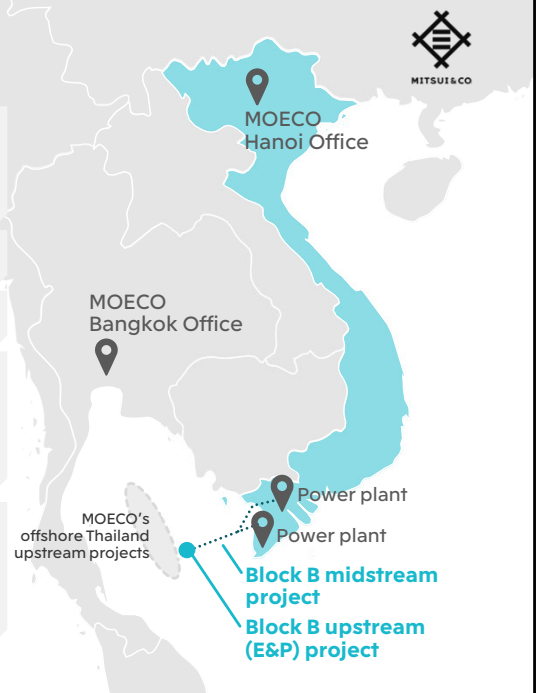 MITSUI&CO
MOECO
Hanoi Office
MOECO
Bangkok Office
Power plant
MOECO's
offshore Thailand
upstream projects
Power plant
Block B midstream
project
Block B upstream
(E&P) project